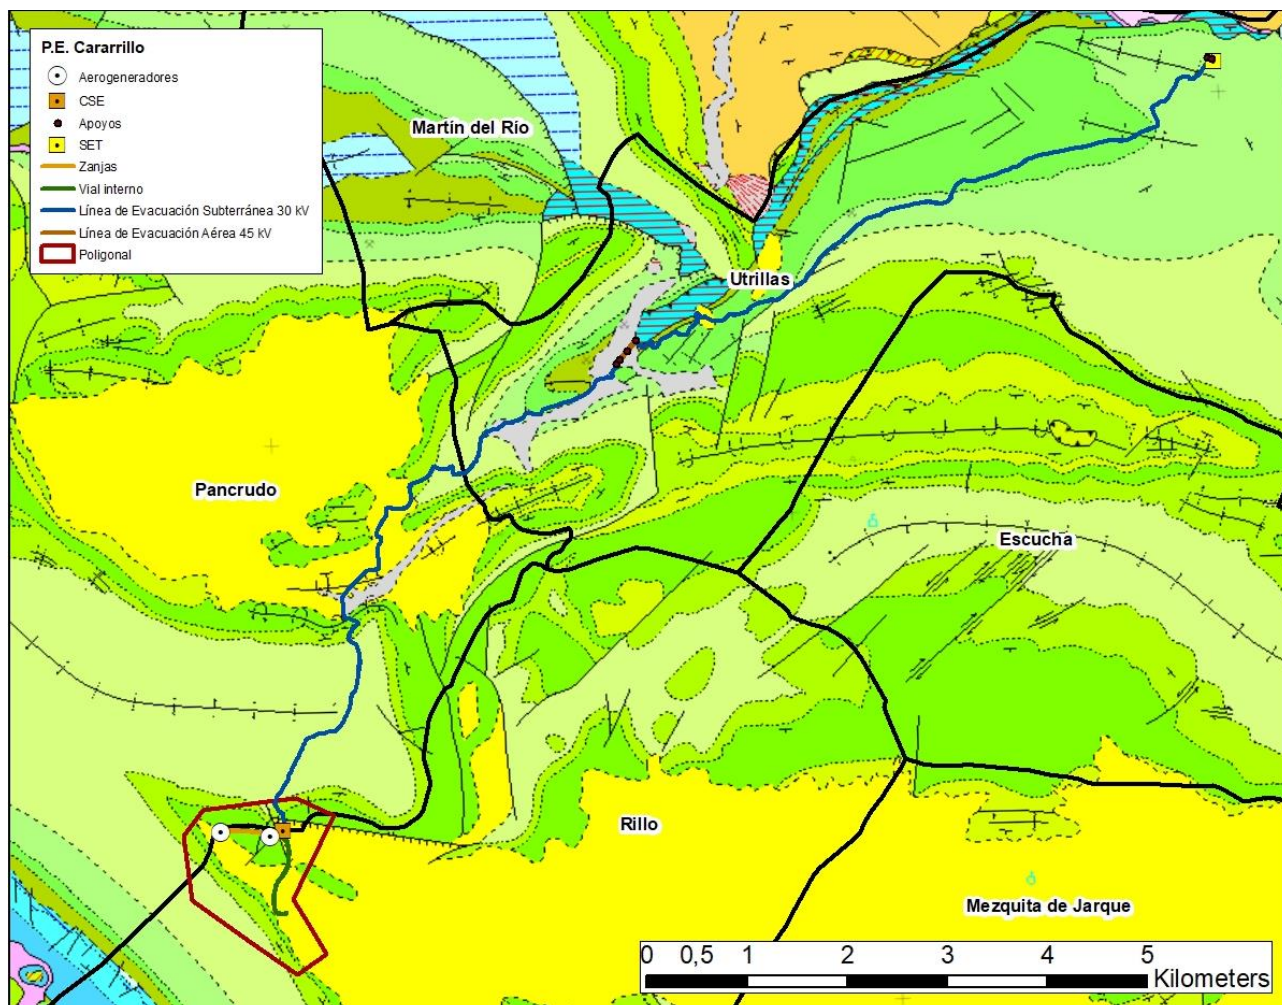 P.E. Cararrillo
Aerogeneradores
CSE
Apoyos
SET
Zanjas
Vial interno
Línea de Evacuación Subterránea 30 kV
Línea de Evacuación Aérea 45 kV
Poligonal
Martín del Río
Utrillas
Pancrudo
Escucha
Rillo
Mezquita de Jarque
0 0,5 1 2 3 4 5
Kilometers